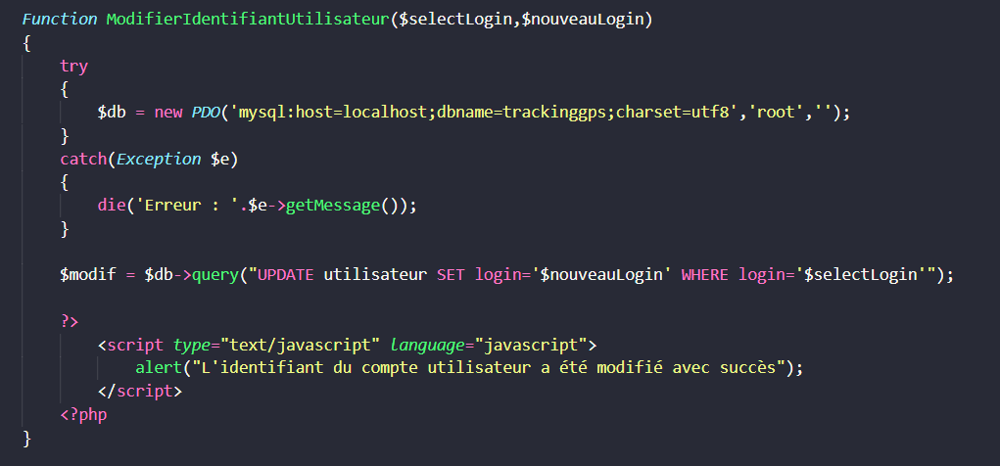 Function ModifierIdentifiantUtilisateur($selectLogin,$nouveauLogin)
{
try
{
$db = new PDO('mysql:host=localhost;dbname=trackinggps;charset=utf8','root','');
}
catch(Exception $e)
{
die('Erreur : '.$e->getMessage());
}
$modif = $db->query("UPDATE utilisateur SET login='$nouveauLogin' WHERE login='$selectLogin'");
?>
<script type="text/javascript" language="javascript">
alert("L'identifiant du compte utilisateur a été modifié avec succès");
</script>
<?php
}